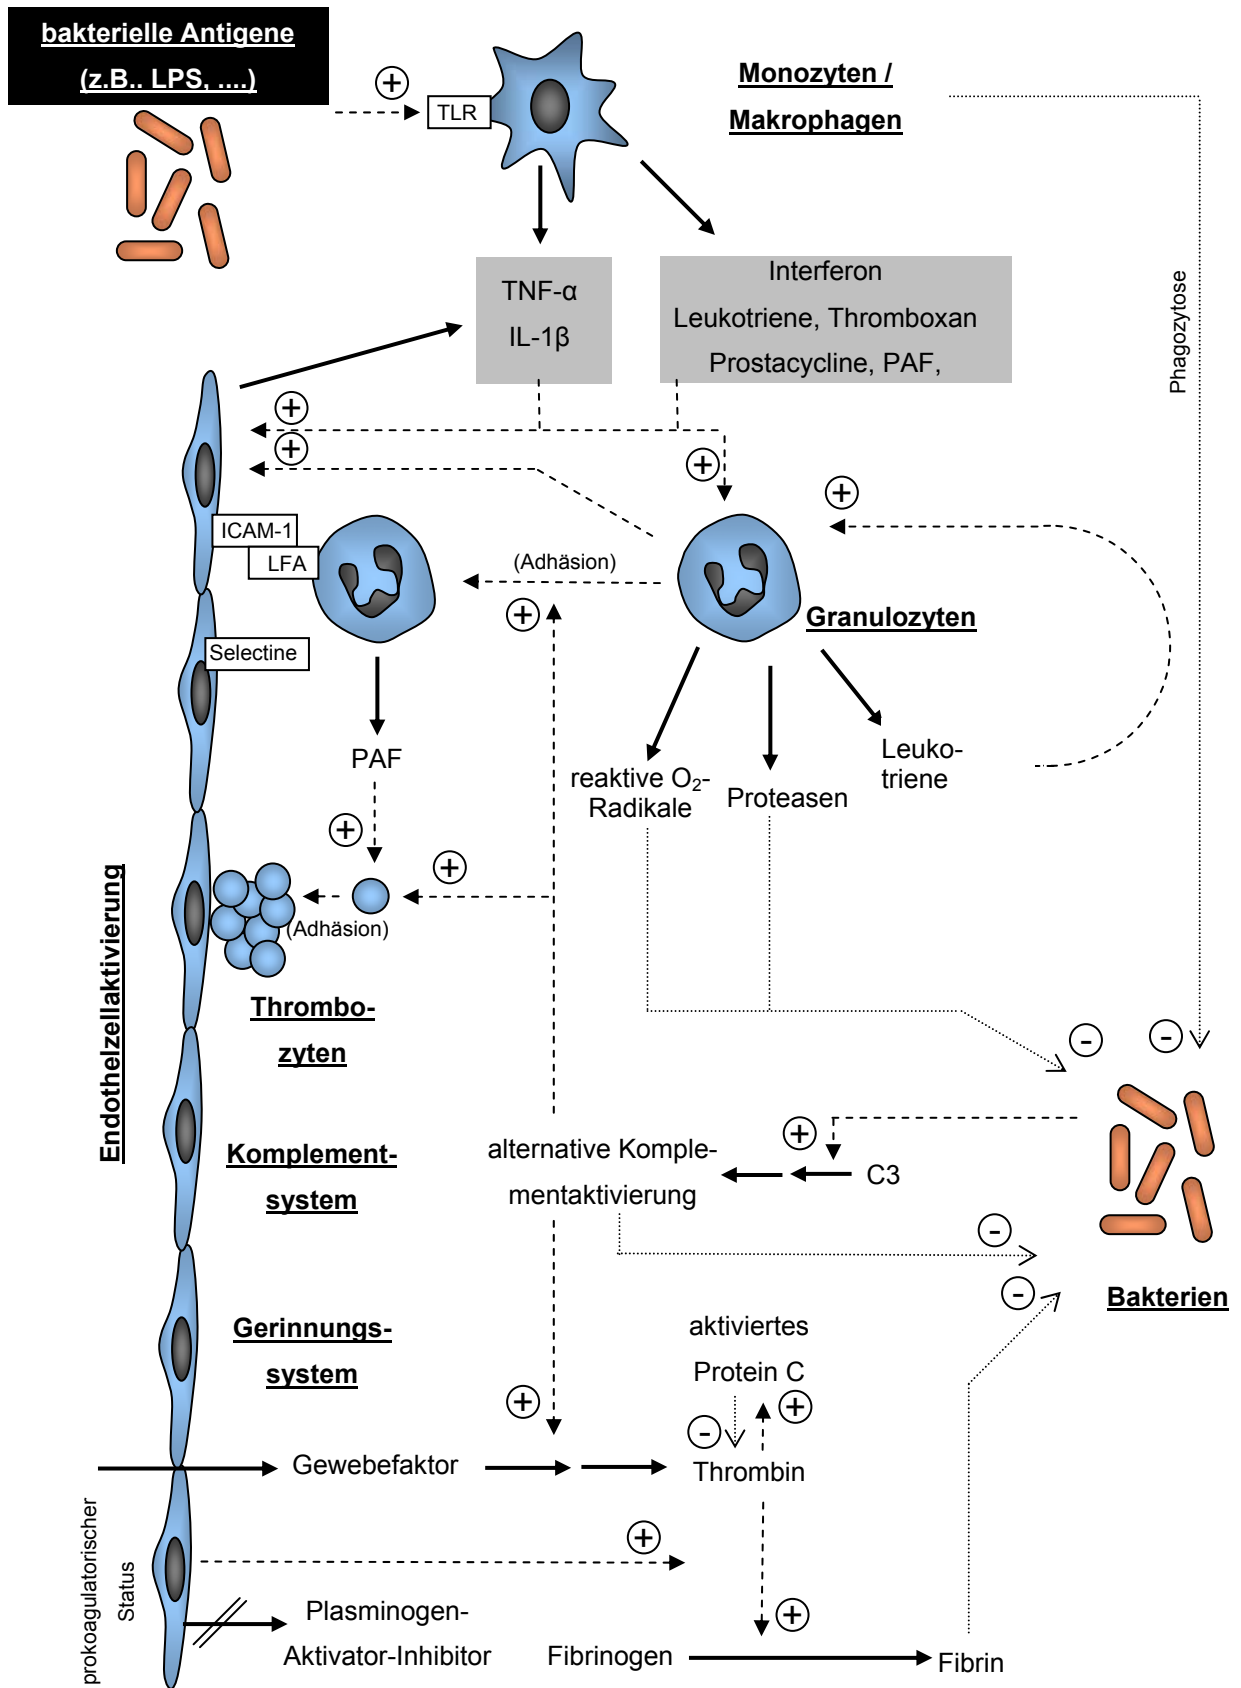 bakterielle Antigene
(z.B.. LPS, ....)
+
TLR
Monozyten /
Makrophagen
Phagozytose
TNF-α
IL-1β
Interferon
Leukotriene, Thromboxan
Prostacycline, PAF,
+
+
+
+
ICAM-1
LFA
(Adhäsion)
+
Granulozyten
Selectine
PAF
reaktive O₂-
Radikale
Proteasen
Leuko-
triene
+
+
(Adhäsion)
Endothelzellaktivierung
Thrombo-
zyten
-
-
Komplement-
system
alternative Komple-
mentaktivierung
+
C3
-
-
Bakterien
Gerinnungs-
system
aktiviertes
Protein C
+
-
+
Gewebefaktor
Thrombin
prokoagulatorischer
Status
+
+
Plasminogen-
Aktivator-Inhibitor
Fibrinogen
Fibrin